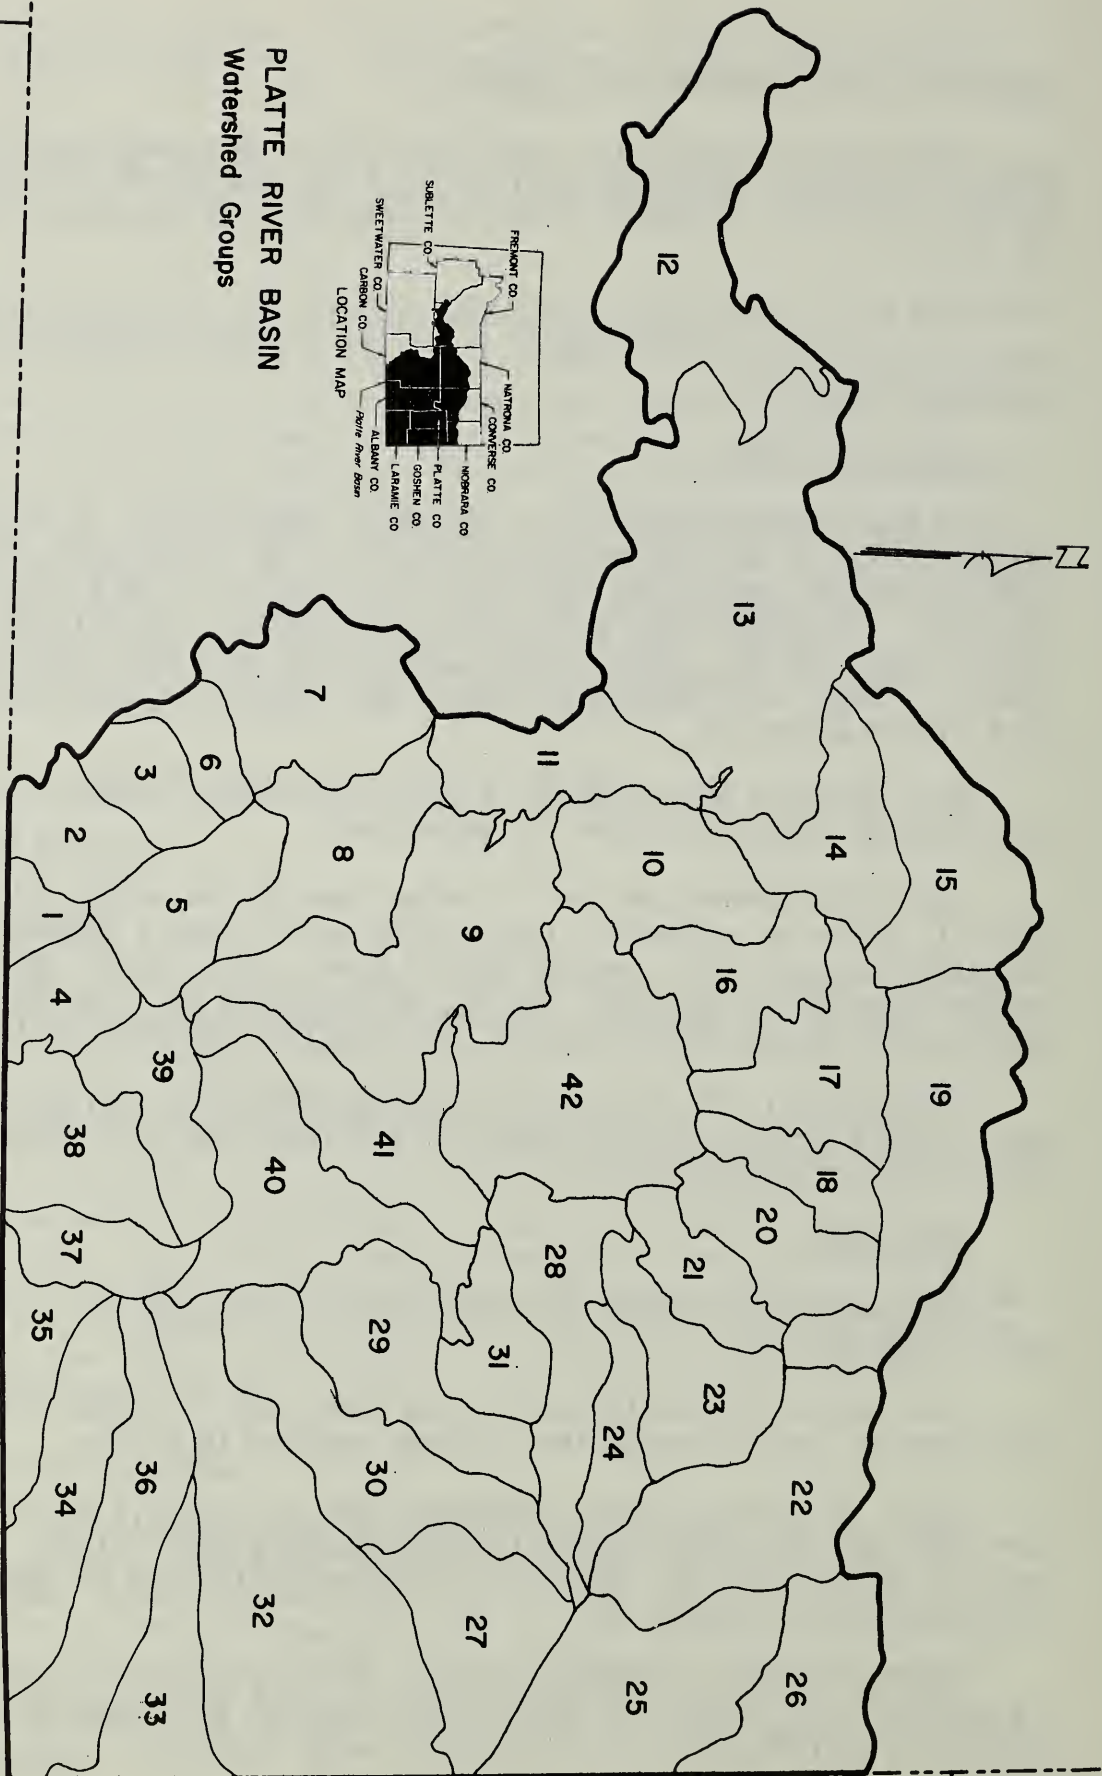 PLATTE RIVER BASIN
Watershed Groups
FREMONT CO.
SUBLETTE CO.
SWEETWATER CO.
CARBON CO.
LOCATION MAP
NATRONA CO.
CONVERSE CO.
NIOBRARA CO
PLATTE CO
GOSHEN CO.
LARAMIE CO
ALBANY CO.
Platte River Basin
N
12
13
15
14
19
11
10
16
17
18
20
22
26
7
8
9
42
21
23
28
24
25
6
3
5
41
31
29
40
30
27
2
1
4
39
38
37
32
36
33
35
34